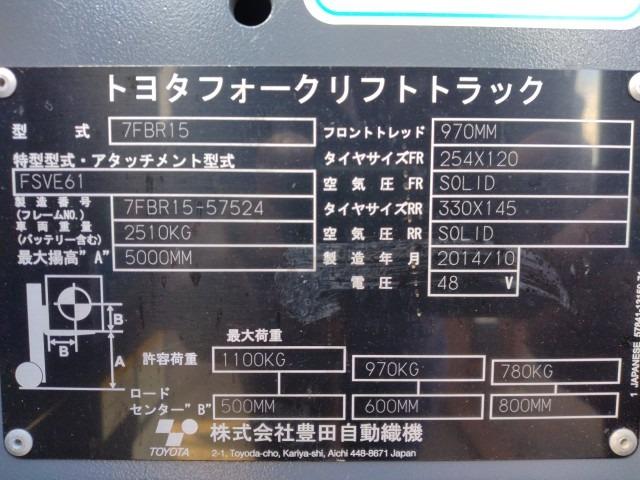 トヨタフォークリフトトラック
型式 7FBR15 フロントトレッド 970MM
特型型式・アタッチメント型式 タイヤサイズFR 254X120
FSVE61 空気圧FR SOLID
製造番号(フレームNO.) 7FBR15-57524 タイヤサイズRR 330X145
車両重量(バッテリー含む) 2510KG 空気圧RR SOLID
最大揚高"A" 5000MM 製造年月 2014/10
電圧 48 V
B
B
A
最大荷重
許容荷重 1100KG 970KG 780KG
ロードセンター"B" 500MM 600MM 800MM
TOYOTA 株式会社豊田自動織機
2-1, Toyoda-cho, Kariya-shi, Aichi 448-8671 Japan
1 JAPANESE